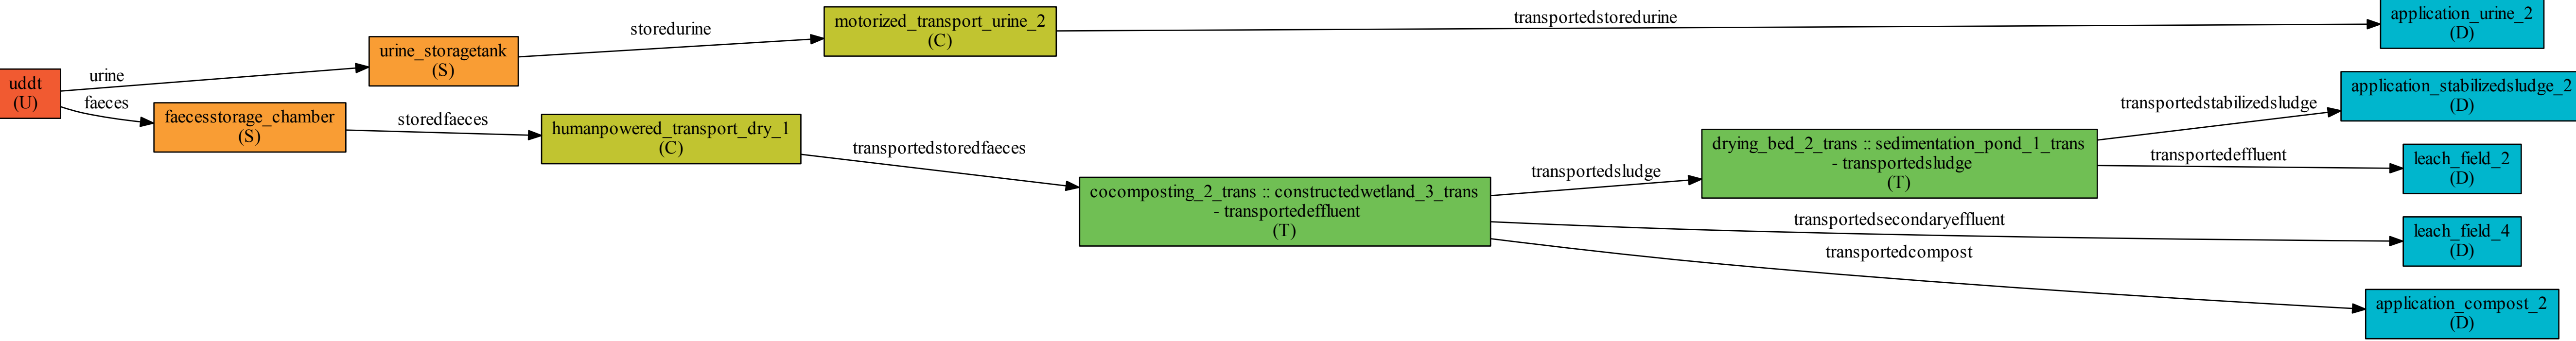 uddt
(U)
urine
faeces
urine_storagetank
(S)
faecesstorage_chamber
(S)
storedurine
storedfaeces
motorized_transport_urine_2
(C)
humanpowered_transport_dry_1
(C)
transportedstoredurine
transportedstoredfaeces
cocomposting_2_trans :: constructedwetland_3_trans
- transportedeffluent
(T)
transportedsludge
transportedsecondaryeffluent
transportedcompost
drying_bed_2_trans :: sedimentation_pond_1_trans
- transportedsludge
(T)
transportedstabilizedsludge
transportedeffluent
application_urine_2
(D)
application_stabilizedsludge_2
(D)
leach_field_2
(D)
leach_field_4
(D)
application_compost_2
(D)